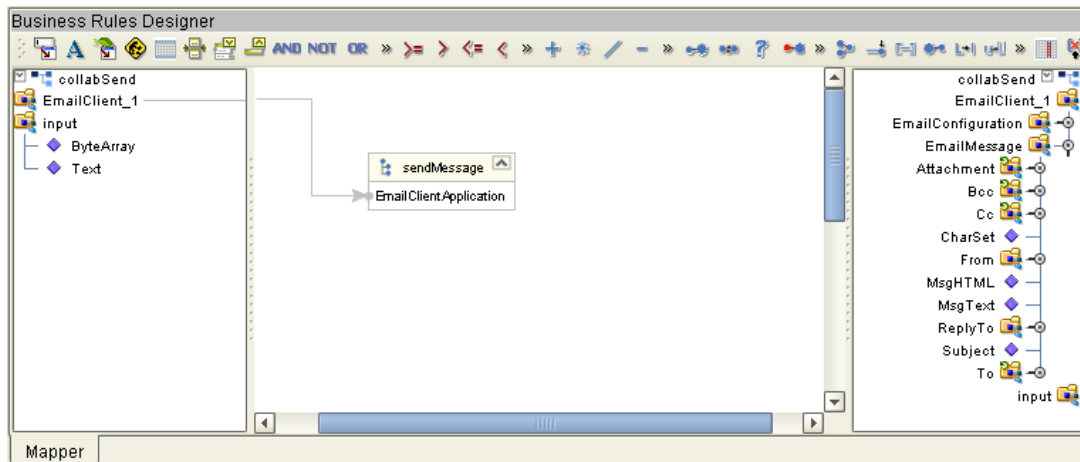 Business Rules Designer
A ? AND NOT OR » >= > <= < » + * / - » ? » »
collabSend
EmailClient_1
input
ByteArray
Text
sendMessage
EmailClientApplication
collabSend
EmailClient_1
EmailConfiguration
EmailMessage
Attachment
Bcc
Cc
CharSet
From
MsgHTML
MsgText
ReplyTo
Subject
To
input
Mapper